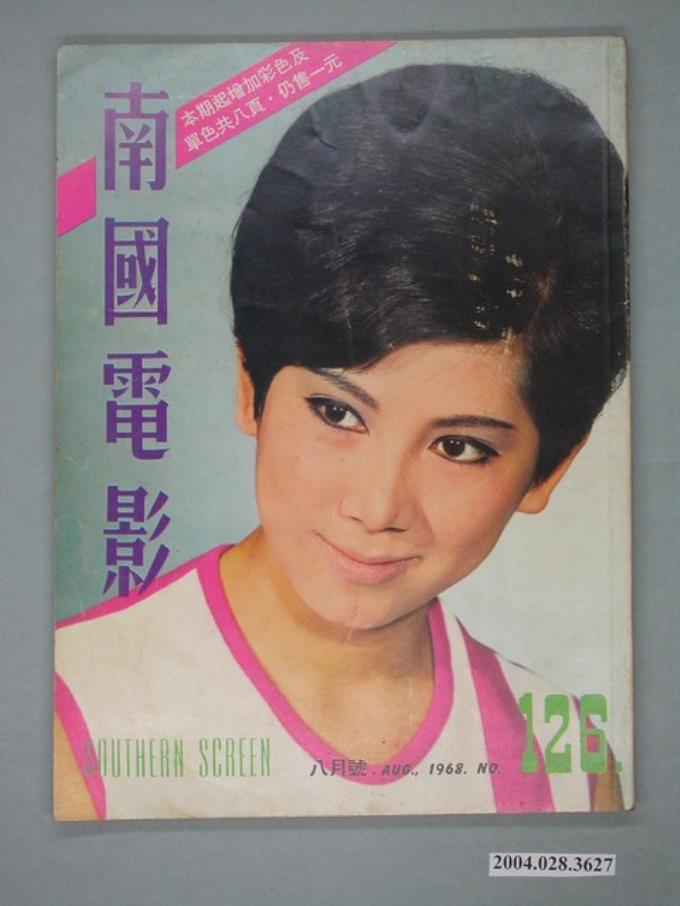 南國電影
本期起增加彩色及
單色共八頁・仍售一元
SOUTHERN SCREEN
八月號 . AUG., 1968. NO. 126.
2004.028.3627